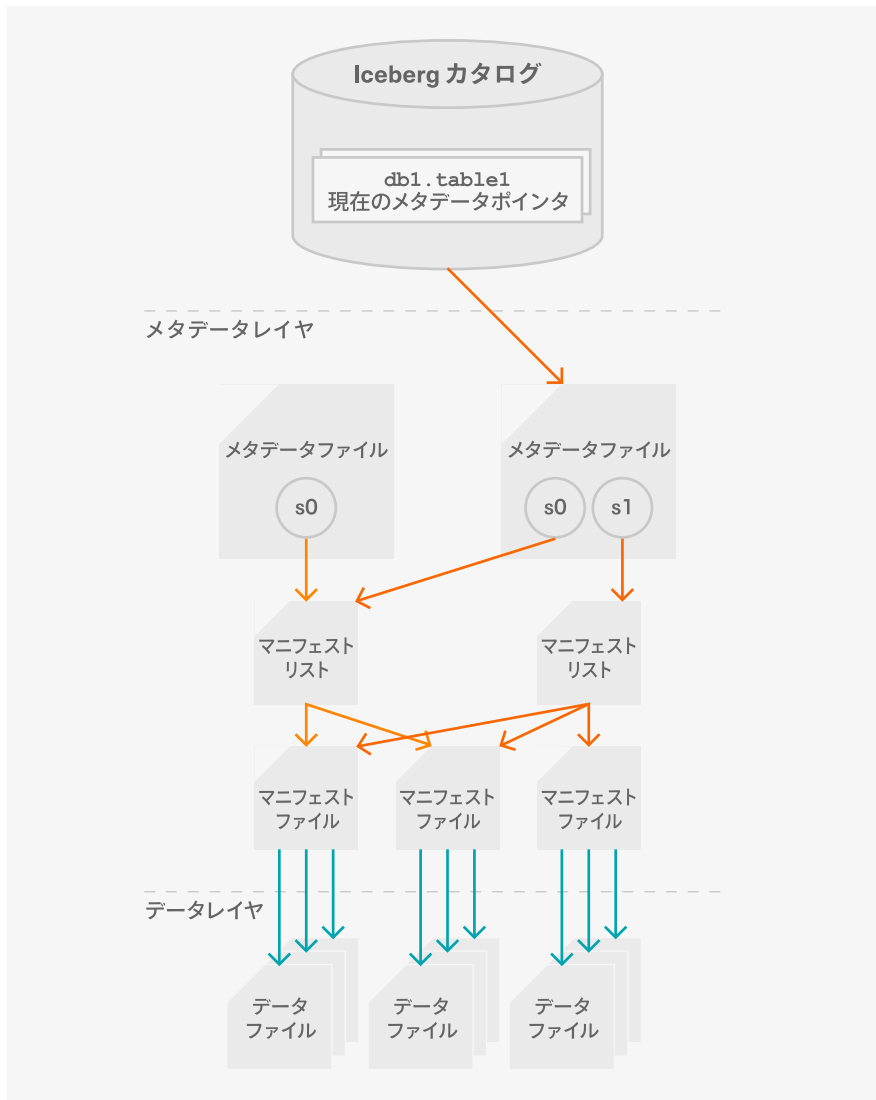 Iceberg カタログ
db1.table1
現在のメタデータポインタ
メタデータレイヤ
メタデータファイル
s0
メタデータファイル
s0
s1
マニフェスト
リスト
マニフェスト
リスト
マニフェスト
ファイル
マニフェスト
ファイル
マニフェスト
ファイル
データレイヤ
データ
ファイル
データ
ファイル
データ
ファイル